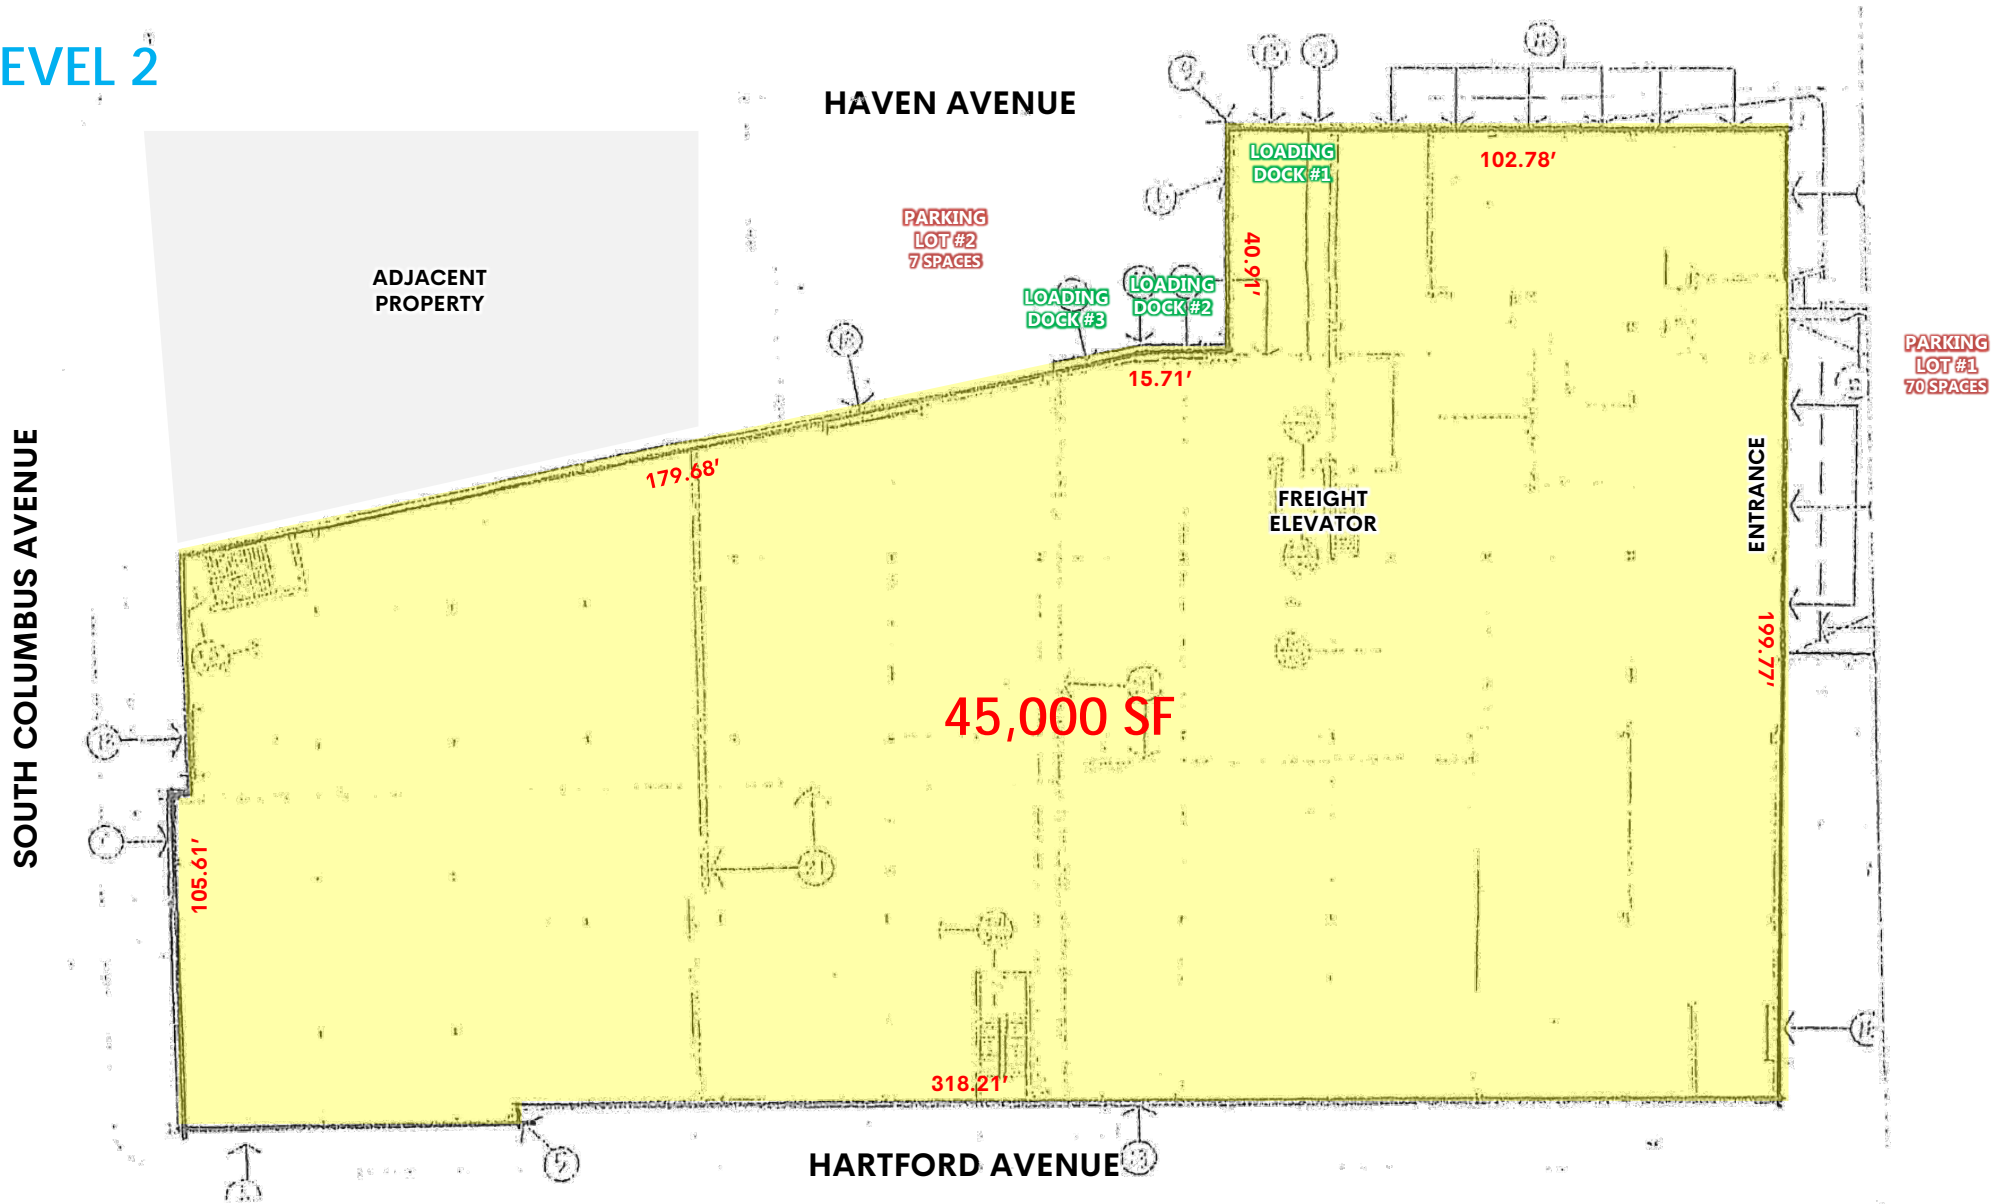 EVEL 2
HAVEN AVENUE
LOADING
DOCK #1
102.78'
PARKING
LOT #2
7 SPACES
40.91'
ADJACENT
PROPERTY
LOADING
DOCK #3
LOADING
DOCK #2
15.71'
PARKING
LOT #1
70 SPACES
179.68'
SOUTH COLUMBUS AVENUE
FREIGHT
ELEVATOR
ENTRANCE
199.77'
45,000 SF
105.61'
318.21'
HARTFORD AVENUE